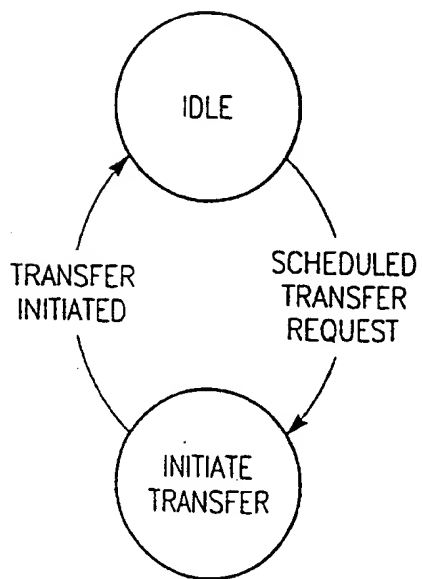 IDLE
TRANSFER
INITIATED
SCHEDULED
TRANSFER
REQUEST
INITIATE
TRANSFER